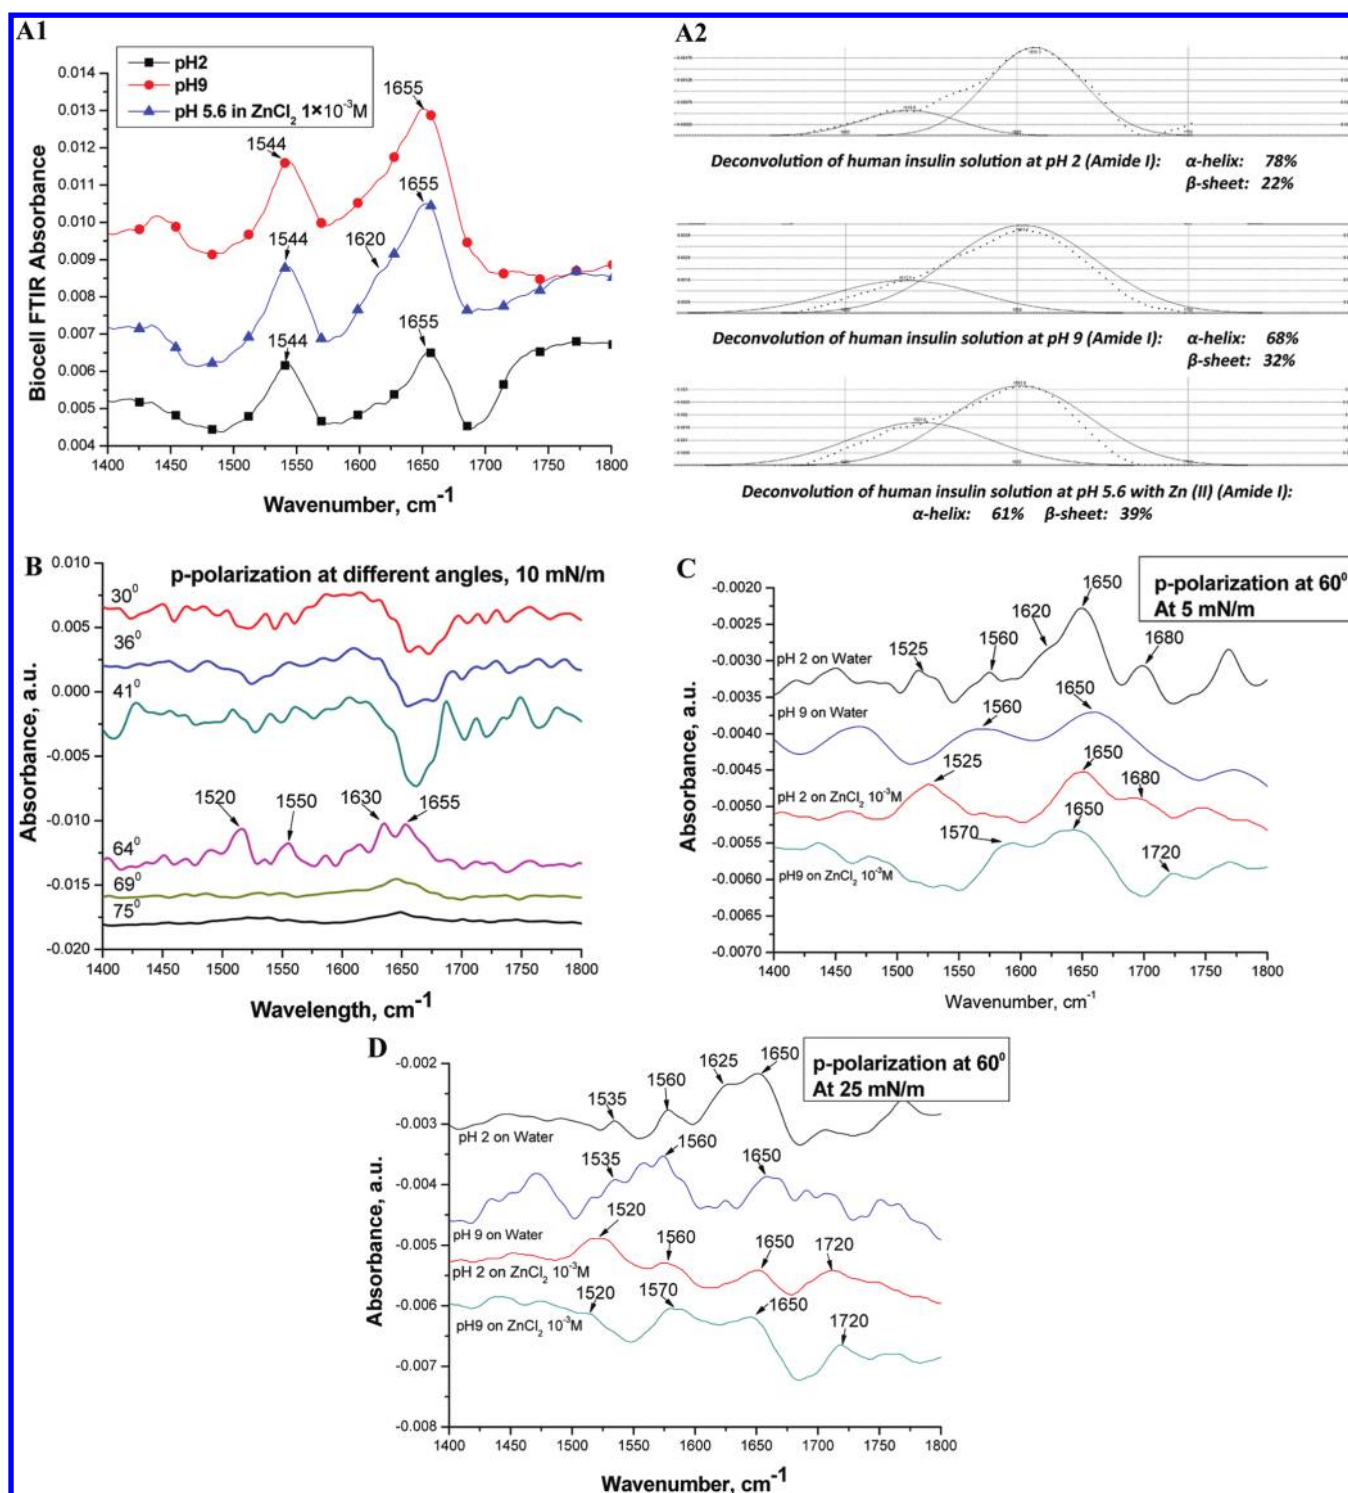 A1
pH2
pH9
pH 5.6 in ZnCl2 1×10-3M
0.014
0.013
0.012
0.011
0.010
0.009
0.008
0.007
0.006
0.005
0.004
Biocell FTIR Absorbance
1655
1544
1655
1544
1620
1655
1544
1400 1450 1500 1550 1600 1650 1700 1750 1800
Wavenumber, cm-1
A2
Deconvolution of human insulin solution at pH 2 (Amide I): α-helix: 78%
β-sheet: 22%
Deconvolution of human insulin solution at pH 9 (Amide I): α-helix: 68%
β-sheet: 32%
Deconvolution of human insulin solution at pH 5.6 with Zn (II) (Amide I):
α-helix: 61% β-sheet: 39%
B
p-polarization at different angles, 10 mN/m
0.010
0.005
0.000
-0.005
-0.010
-0.015
-0.020
Absorbance, a.u.
300
360
410
640
690
750
1520
1550
1630
1655
1400 1450 1500 1550 1600 1650 1700 1750 1800
Wavelength, cm-1
C
p-polarization at 600
At 5 mN/m
-0.0020
-0.0025
-0.0030
-0.0035
-0.0040
-0.0045
-0.0050
-0.0055
-0.0060
-0.0065
-0.0070
Absorbance, a.u.
1650
1620
1560
1525
1680
pH 2 on Water
1650
pH 9 on Water
1560
1650
1525
1680
pH 2 on ZnCl2 10-3M
1650
1570
1720
pH9 on ZnCl2 10-3M
1400 1450 1500 1550 1600 1650 1700 1750 1800
Wavenumber, cm-1
D
p-polarization at 600
At 25 mN/m
-0.002
-0.003
-0.004
-0.005
-0.006
-0.007
-0.008
Absorbance, a.u.
1625
1650
1560
1535
pH 2 on Water
1560
1535
1650
pH 9 on Water
1520
1560
1650
1720
pH 2 on ZnCl2 10-3M
1520
1570
1650
1720
pH9 on ZnCl2 10-3M
1400 1450 1500 1550 1600 1650 1700 1750 1800
Wavenumber, cm-1